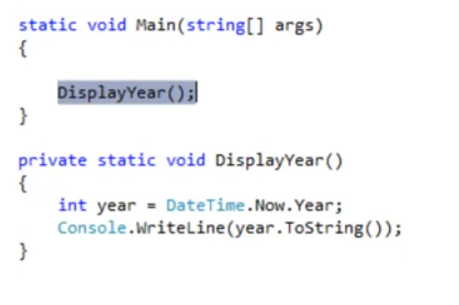 static void Main(string[] args)
{
DisplayYear();
}
private static void DisplayYear()
{
int year = DateTime.Now.Year;
Console.WriteLine(year.ToString());
}